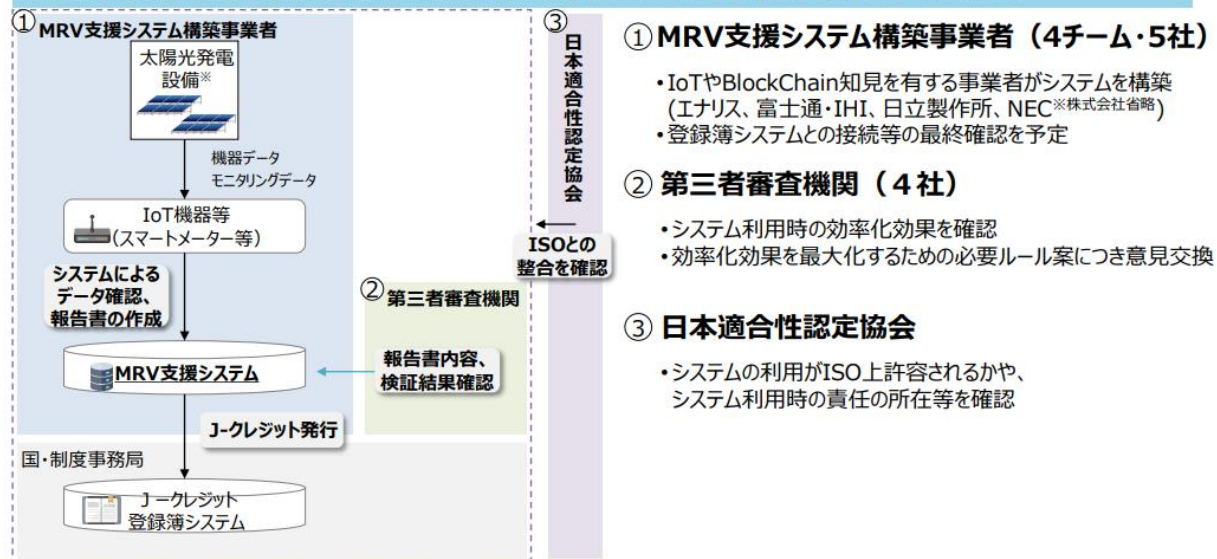 ①MRV支援システム構築事業者
太陽光発電
設備※
機器データ
モニタリングデータ
IoT機器等
(スマートメーター等)
システムによる
データ確認、
報告書の作成
MRV支援システム
②第三者審査機関
報告書内容、
検証結果確認
J-クレジット発行
国・制度事務局
J-クレジット
登録簿システム
③
日本適合性認定協会
ISOとの
整合を確認
①MRV支援システム構築事業者（4チーム・5社）
・IoTやBlockChain知見を有する事業者がシステムを構築
(エナリス、富士通・IHI、日立製作所、NEC※株式会社省略)
・登録簿システムとの接続等の最終確認を予定
② 第三者審査機関（４社）
・システム利用時の効率化効果を確認
・効率化効果を最大化するための必要ルール案につき意見交換
③ 日本適合性認定協会
・システムの利用がISO上許容されるかや、
システム利用時の責任の所在等を確認